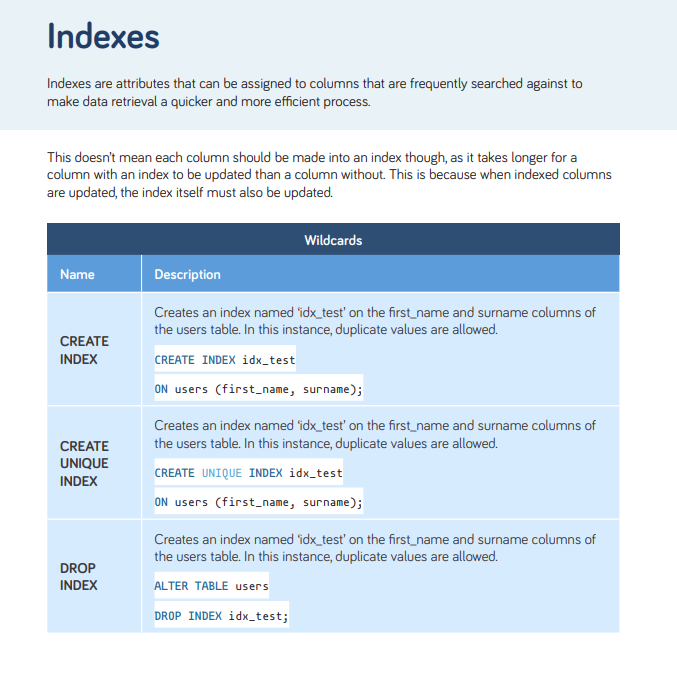 Indexes
Indexes are attributes that can be assigned to columns that are frequently searched against to
make data retrieval a quicker and more efficient process.
This doesn't mean each column should be made into an index though, as it takes longer for a
column with an index to be updated than a column without. This is because when indexed columns
are updated, the index itself must also be updated.
Wildcards
Name
Description
CREATE
INDEX
Creates an index named 'idx_test' on the first_name and surname columns of
the users table. In this instance, duplicate values are allowed.
CREATE INDEX idx_test
ON users (first_name, surname);
CREATE
UNIQUE
INDEX
Creates an index named 'idx_test' on the first_name and surname columns of
the users table. In this instance, duplicate values are allowed.
CREATE UNIQUE INDEX idx_test
ON users (first_name, surname);
DROP
INDEX
Creates an index named 'idx_test' on the first_name and surname columns of
the users table. In this instance, duplicate values are allowed.
ALTER TABLE users
DROP INDEX idx_test;